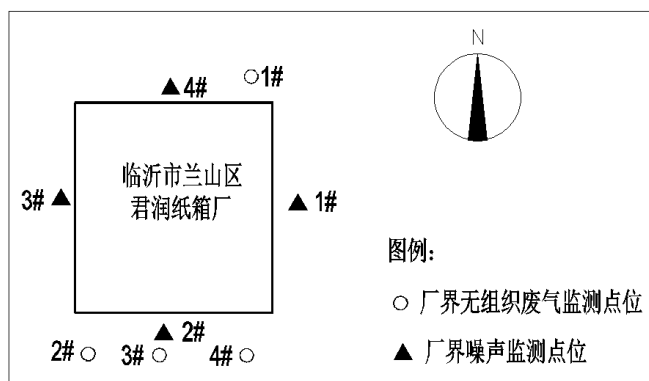 N
4#
1#
临沂市兰山区
君润纸箱厂
3#
1#
图例：
厂界无组织废气监测点位
2#
2#
3#
4#
厂界噪声监测点位